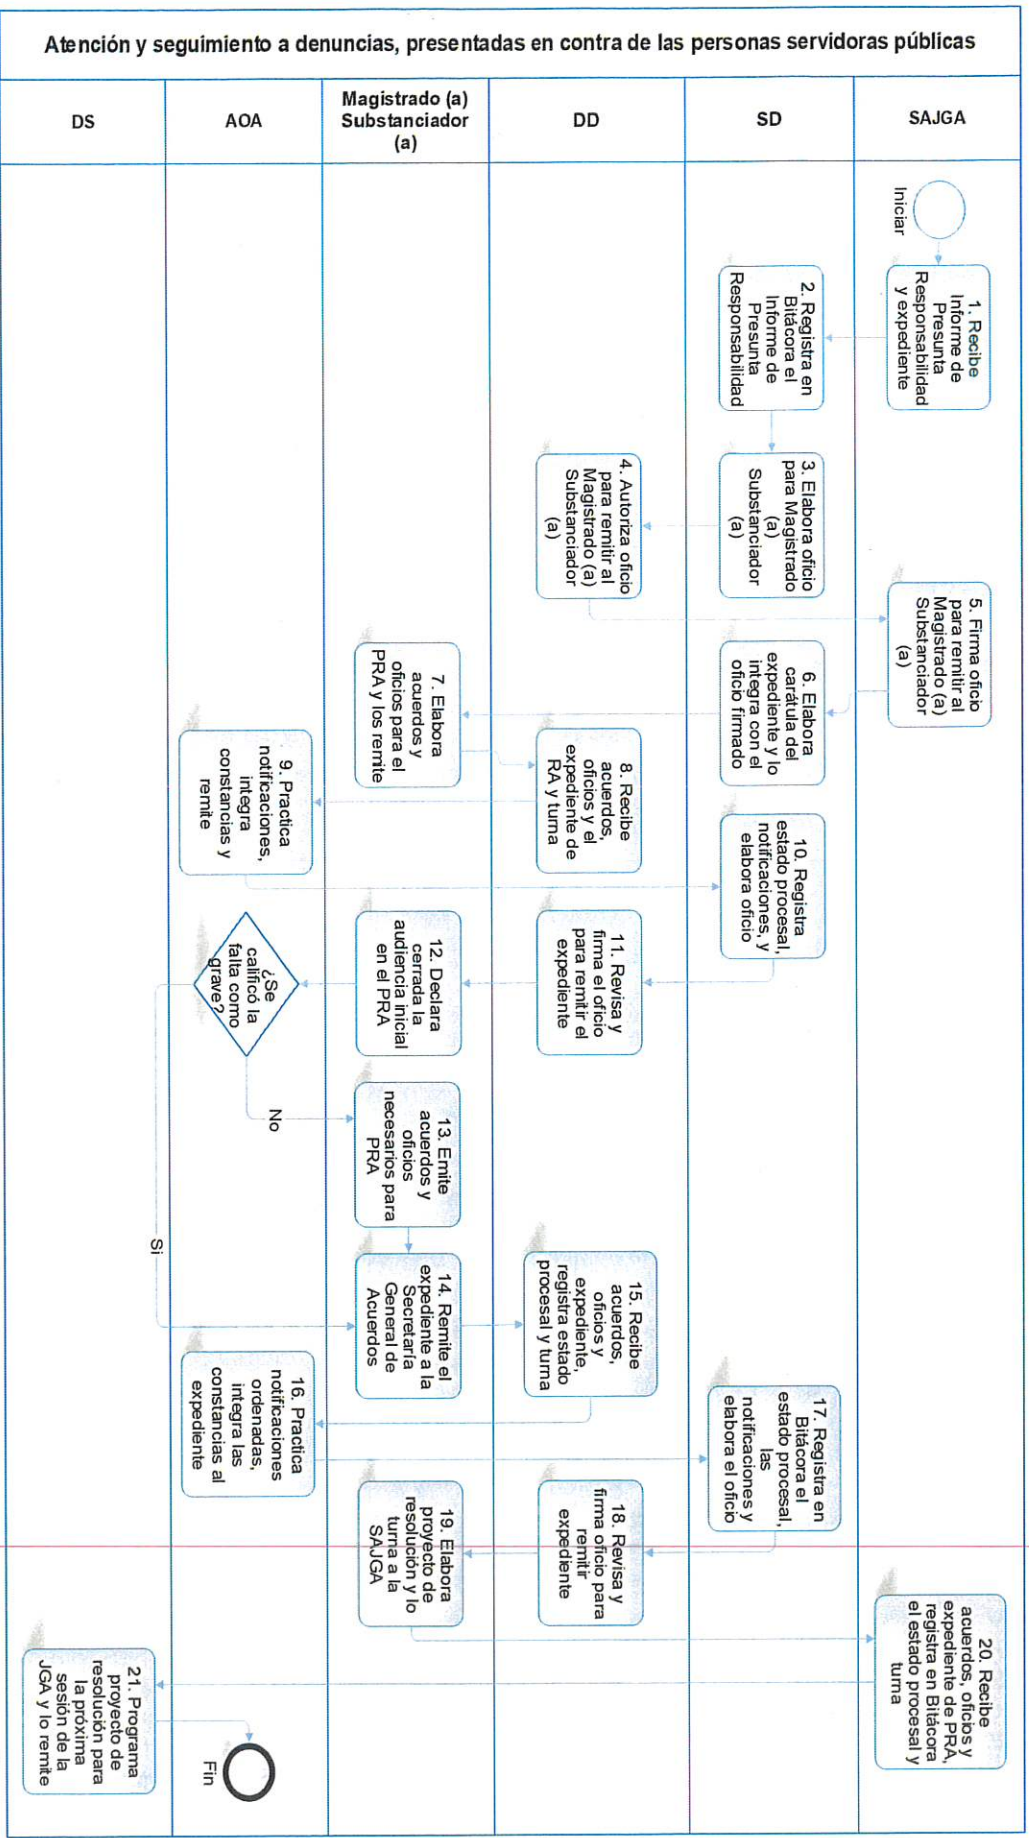 Atención y seguimiento a denuncias, presentadas en contra de las personas servidoras públicas
DS
AOA
Magistrado (a)
Substanciador
(a)
DD
SD
SAJGA
Iniciar
1. Recibe
Informe de
Presunta
Responsabilidad
y expediente
2. Registra en
Bitácora el
Informe de
Presunta
Responsabilidad
3. Elabora oficio
para Magistrado
(a)
Substanciador
4. Autoriza oficio
para remitir al
Magistrado (a)
Substanciador
(a)
5. Firma oficio
para remitir al
Magistrado (a)
Substanciador
(a)
6. Elabora
carátula del
expediente y lo
integra con el
oficio firmado
7. Elabora
acuerdos y
oficios para el
PRA y los remite
8. Recibe
acuerdos,
oficios y el
expediente de
RA y turna
9. Practica
notificaciones,
integra
constancias y
remite
10. Registra
estado procesal,
notificaciones, y
elabora oficio
11. Revisa y
firma el oficio
para remitir el
expediente
12. Declara
cerrada la
audiencia inicial
en el PRA
¿Se
calificó la
falta como
grave?
No
Si
13. Emite
acuerdos y
oficios
necesarios para
PRA
14. Remite el
expediente a la
Secretaría
General de
Acuerdos
15. Recibe
acuerdos,
oficios y
expediente,
registra estado
procesal y turna
16. Practica
notificaciones
ordenadas,
integra las
constancias al
expediente
17. Registra en
Bitácora el
estado procesal,
las
notificaciones y
elabora el oficio
18. Revisa y
firma oficio para
remitir
expediente
19. Elabora
proyecto de
resolución y lo
turna a la
SAJGA
20. Recibe
acuerdos, oficios y
expediente de PRA,
registra en Bitácora
el estado procesal y
turna
21. Programa
proyecto de
resolución para
la próxima
sesión de la
JGA y lo remite
Fin